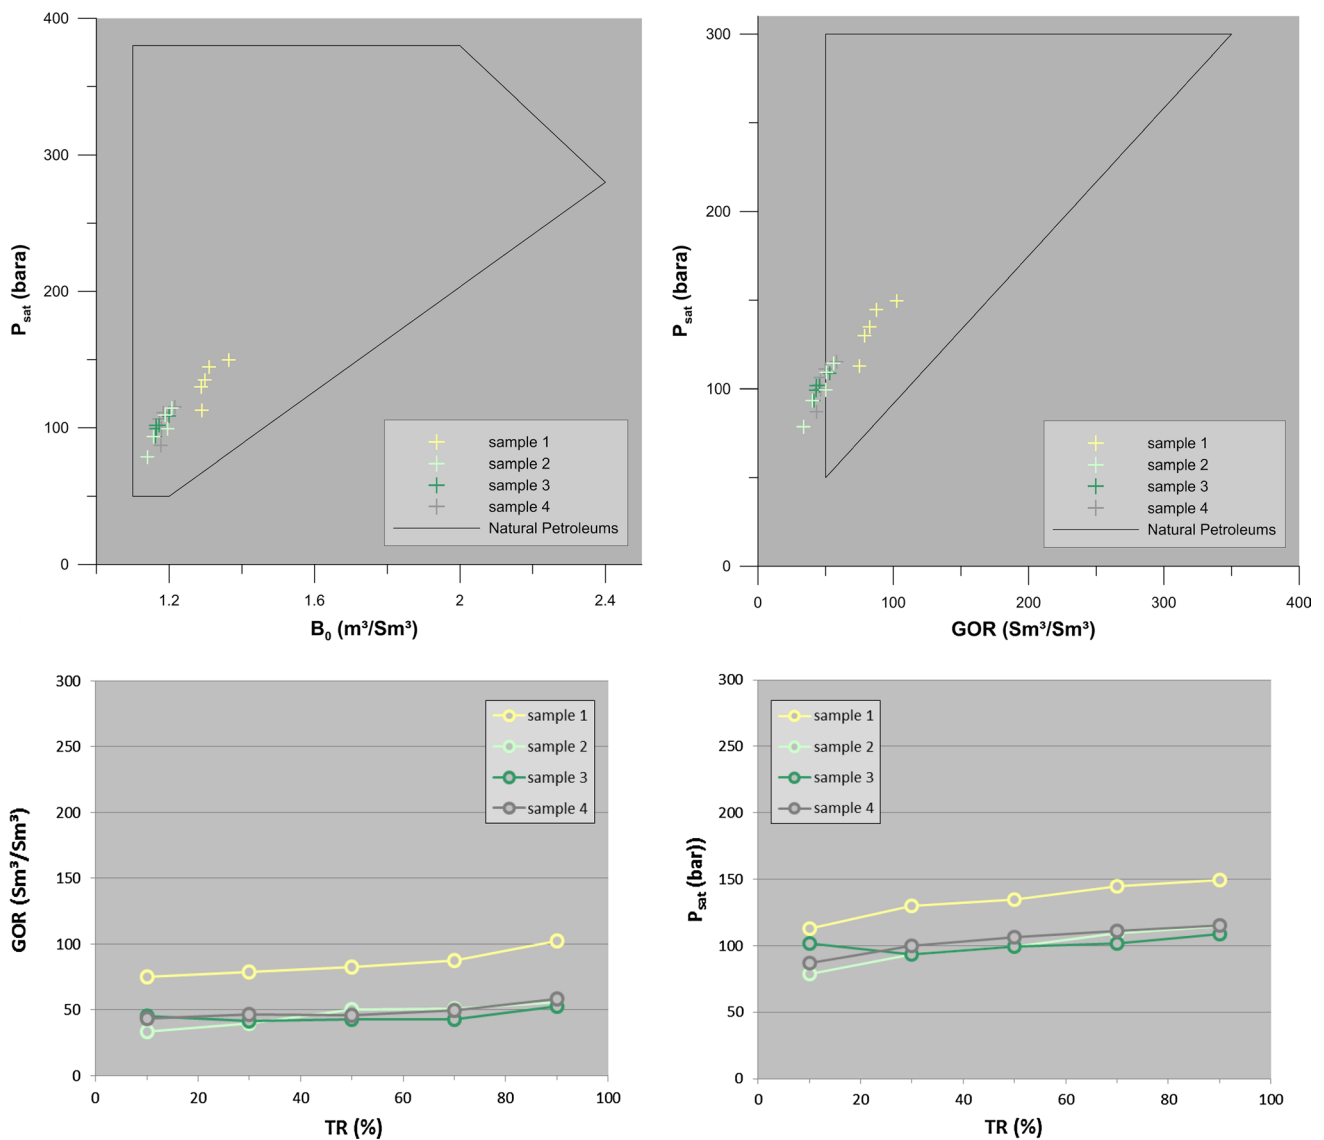 400
300
200
100
0
P_sat (bara)
1.2
1.6
2
2.4
B₀ (m³/Sm³)
sample 1
sample 2
sample 3
sample 4
Natural Petroleums
300
200
100
0
P_sat (bara)
0
100
200
300
400
GOR (Sm³/Sm³)
sample 1
sample 2
sample 3
sample 4
Natural Petroleums
300
250
200
150
100
50
0
GOR (Sm³/Sm³)
0
20
40
60
80
100
TR (%)
sample 1
sample 2
sample 3
sample 4
300
250
200
150
100
50
0
P_sat (bar))
0
20
40
60
80
100
TR (%)
sample 1
sample 2
sample 3
sample 4